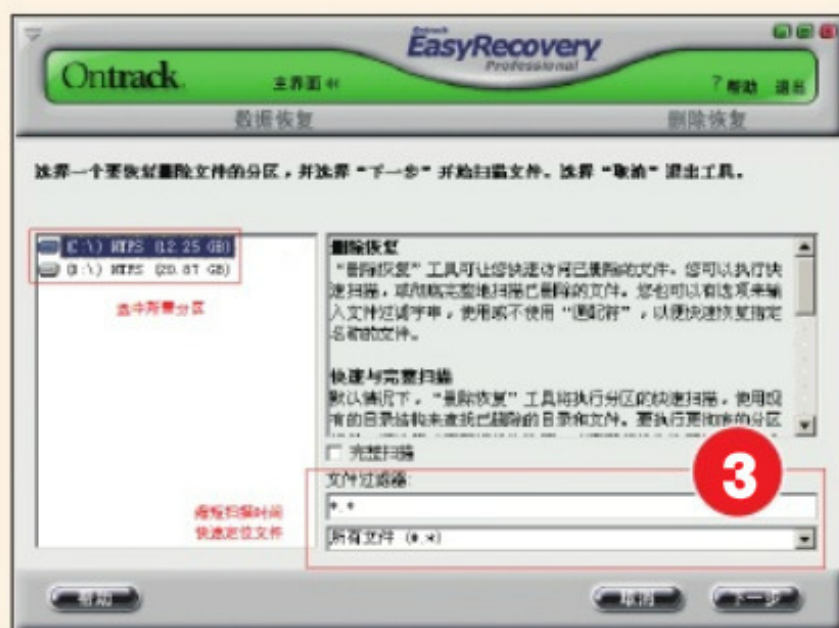 Ontrack
EasyRecovery
Professional
Ontrack
主界面
?帮助 退出
数据恢复
删除恢复
选择一个要恢复删除文件的分区，并选择“下一步”开始扫描文件。选择“取消”退出工具。
(C:\) NTFS (12.25 GB)
(D:\) NTFS (20.87 GB)
选中所需分区
删除恢复
“删除恢复”工具可让您快速访问已删除的文件。您可以执行快
速扫描，或彻底完整地扫描已删除的文件。您也可以有选项来输
入文件过滤字串，使用或不使用“通配符”，以便快速恢复指定
名称的文件。
快速与完整扫描
默认情况下，“删除恢复”工具将执行分区的快速扫描，使用现
有的目录结构来查找已删除的目录和文件。要执行更彻底的分区
完整扫描
文件过滤器:
*.*
所有文件 (*.*)
缩短扫描时间
快速定位文件
3
帮助
取消
下一步